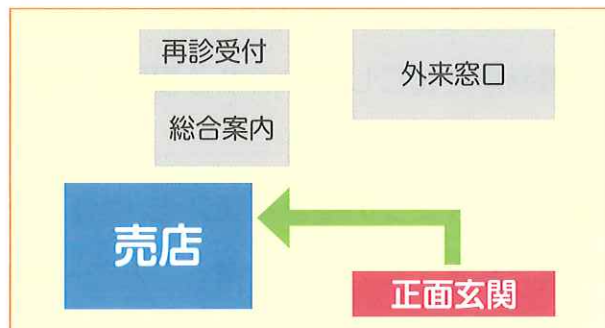 再診受付
外来窓口
総合案内
売店
正面玄関